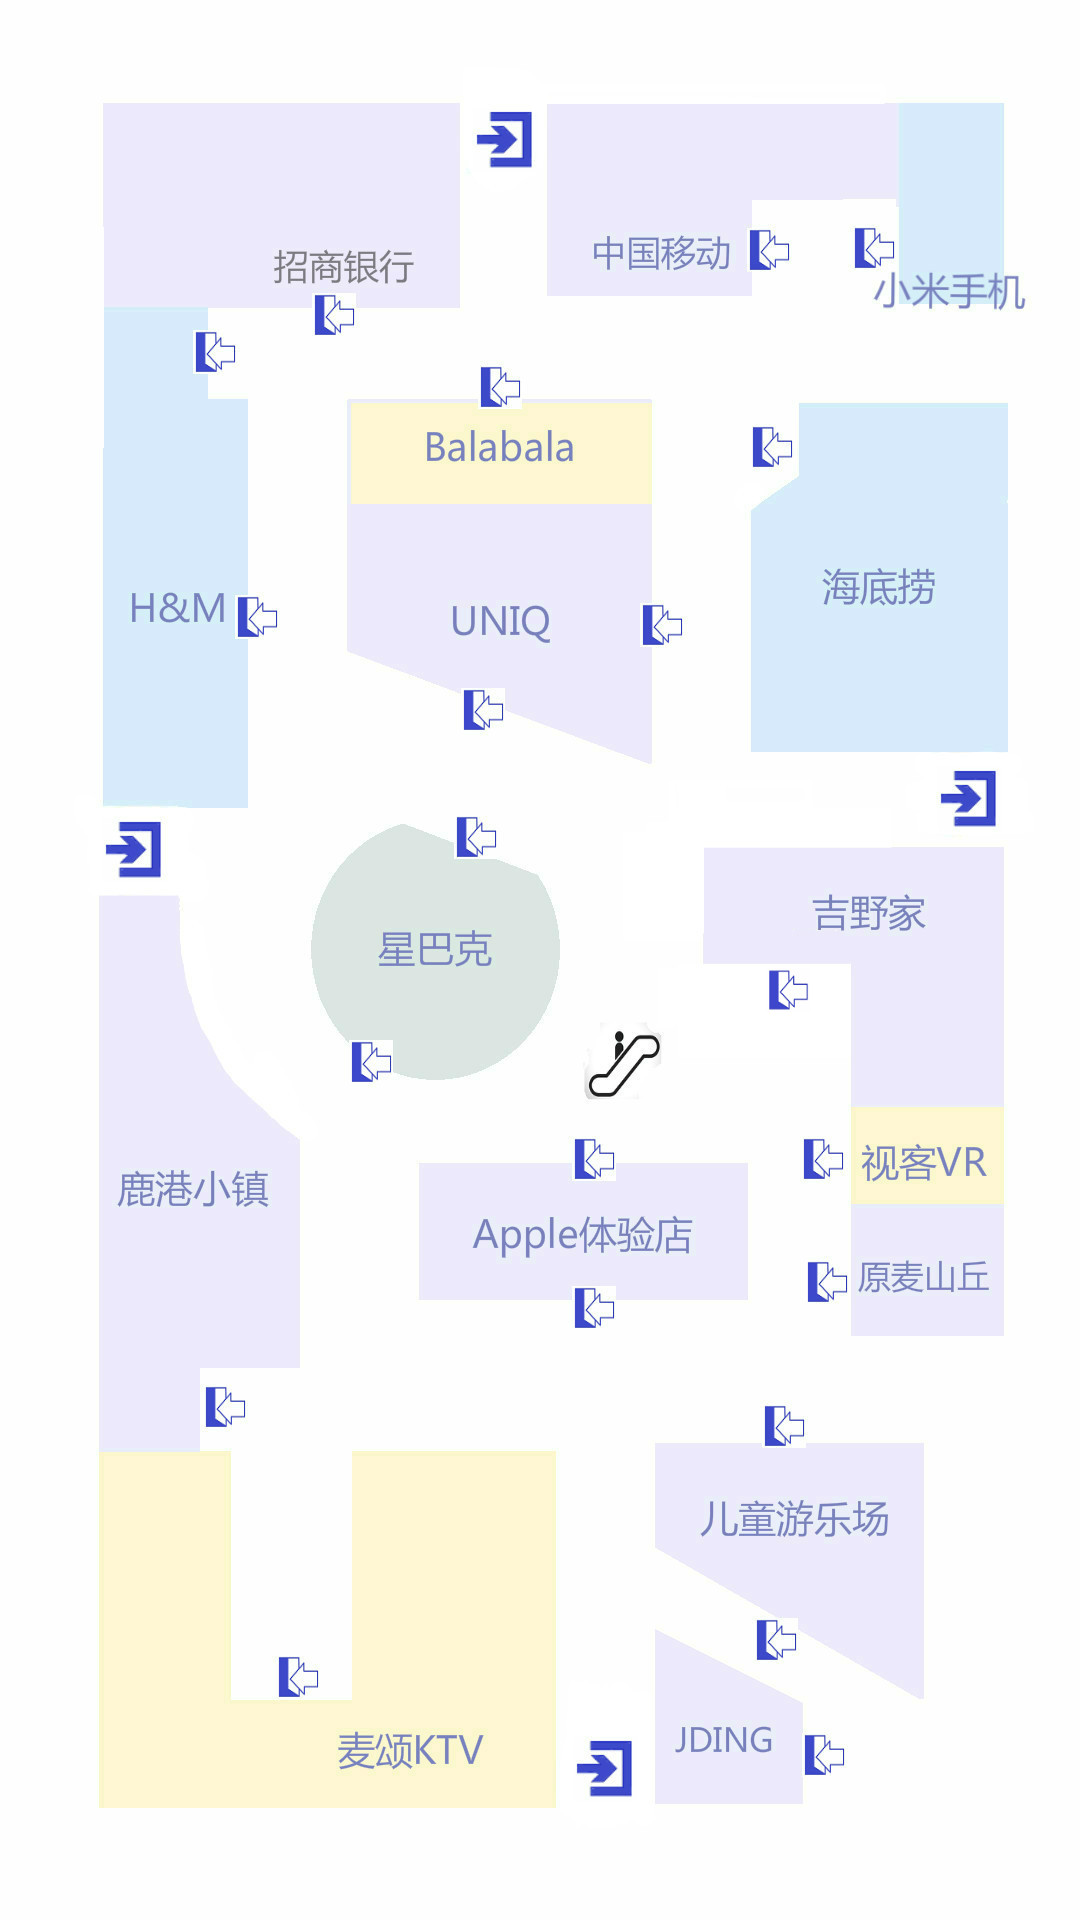 招商银行
中国移动
小米手机
Balabala
海底捞
H&M
UNIQ
吉野家
星巴克
视客VR
鹿港小镇
Apple体验店
原麦山丘
儿童游乐场
麦颂KTV
JDING